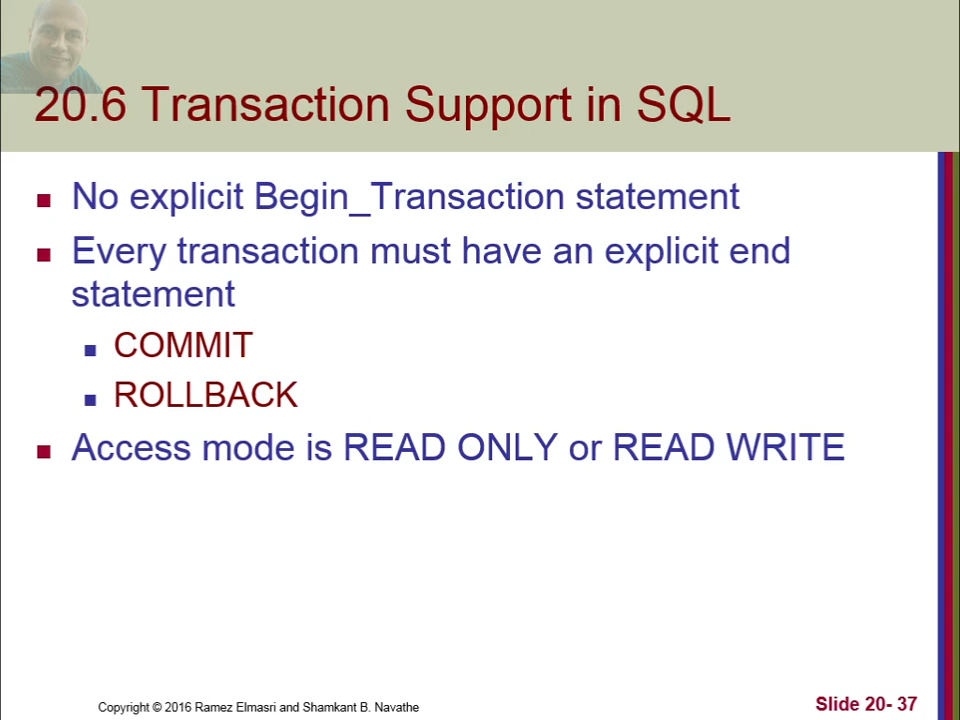 20.6 Transaction Support in SQL
No explicit Begin_Transaction statement
Every transaction must have an explicit end
statement
COMMIT
ROLLBACK
Access mode is READ ONLY or READ WRITE
Copyright © 2016 Ramez Elmasri and Shamkant B. Navathe
Slide 20- 37